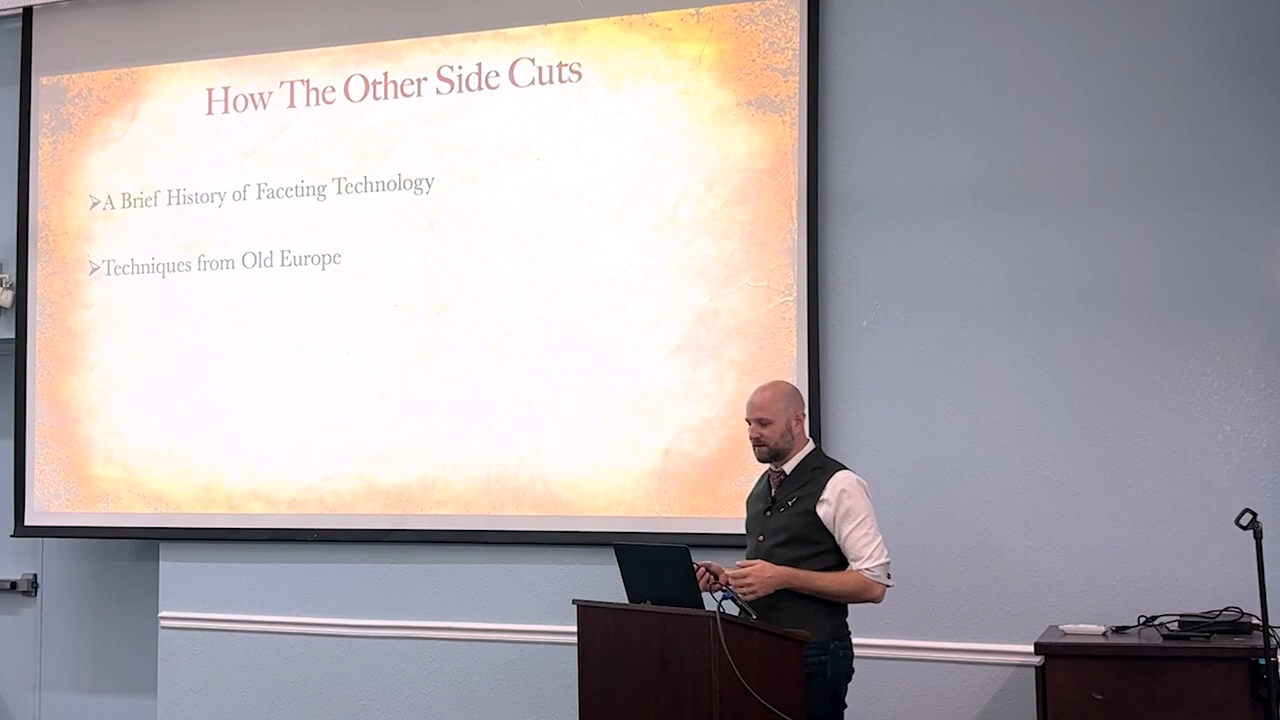 How The Other Side Cuts
➢A Brief History of Faceting Technology
➢Techniques from Old Europe